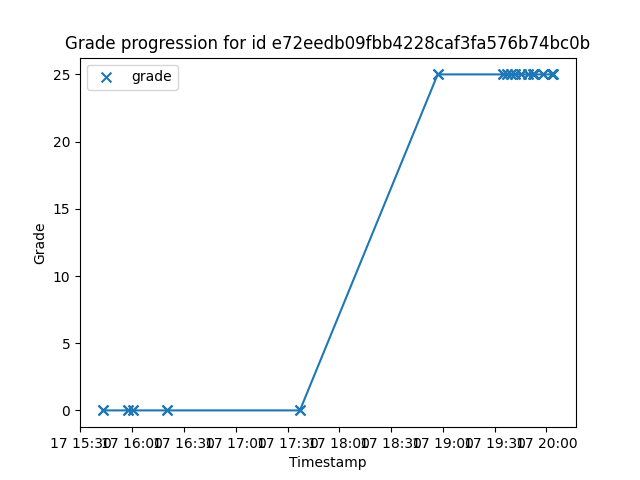 Grade progression for id e72eedb09fbb4228caf3fa576b74bc0b
grade
25
20
15
10
5
0
Grade
17 15:30 17 16:00 17 16:30 17 17:00 17 17:30 17 18:00 17 18:30 17 19:00 17 19:30 17 20:00
Timestamp